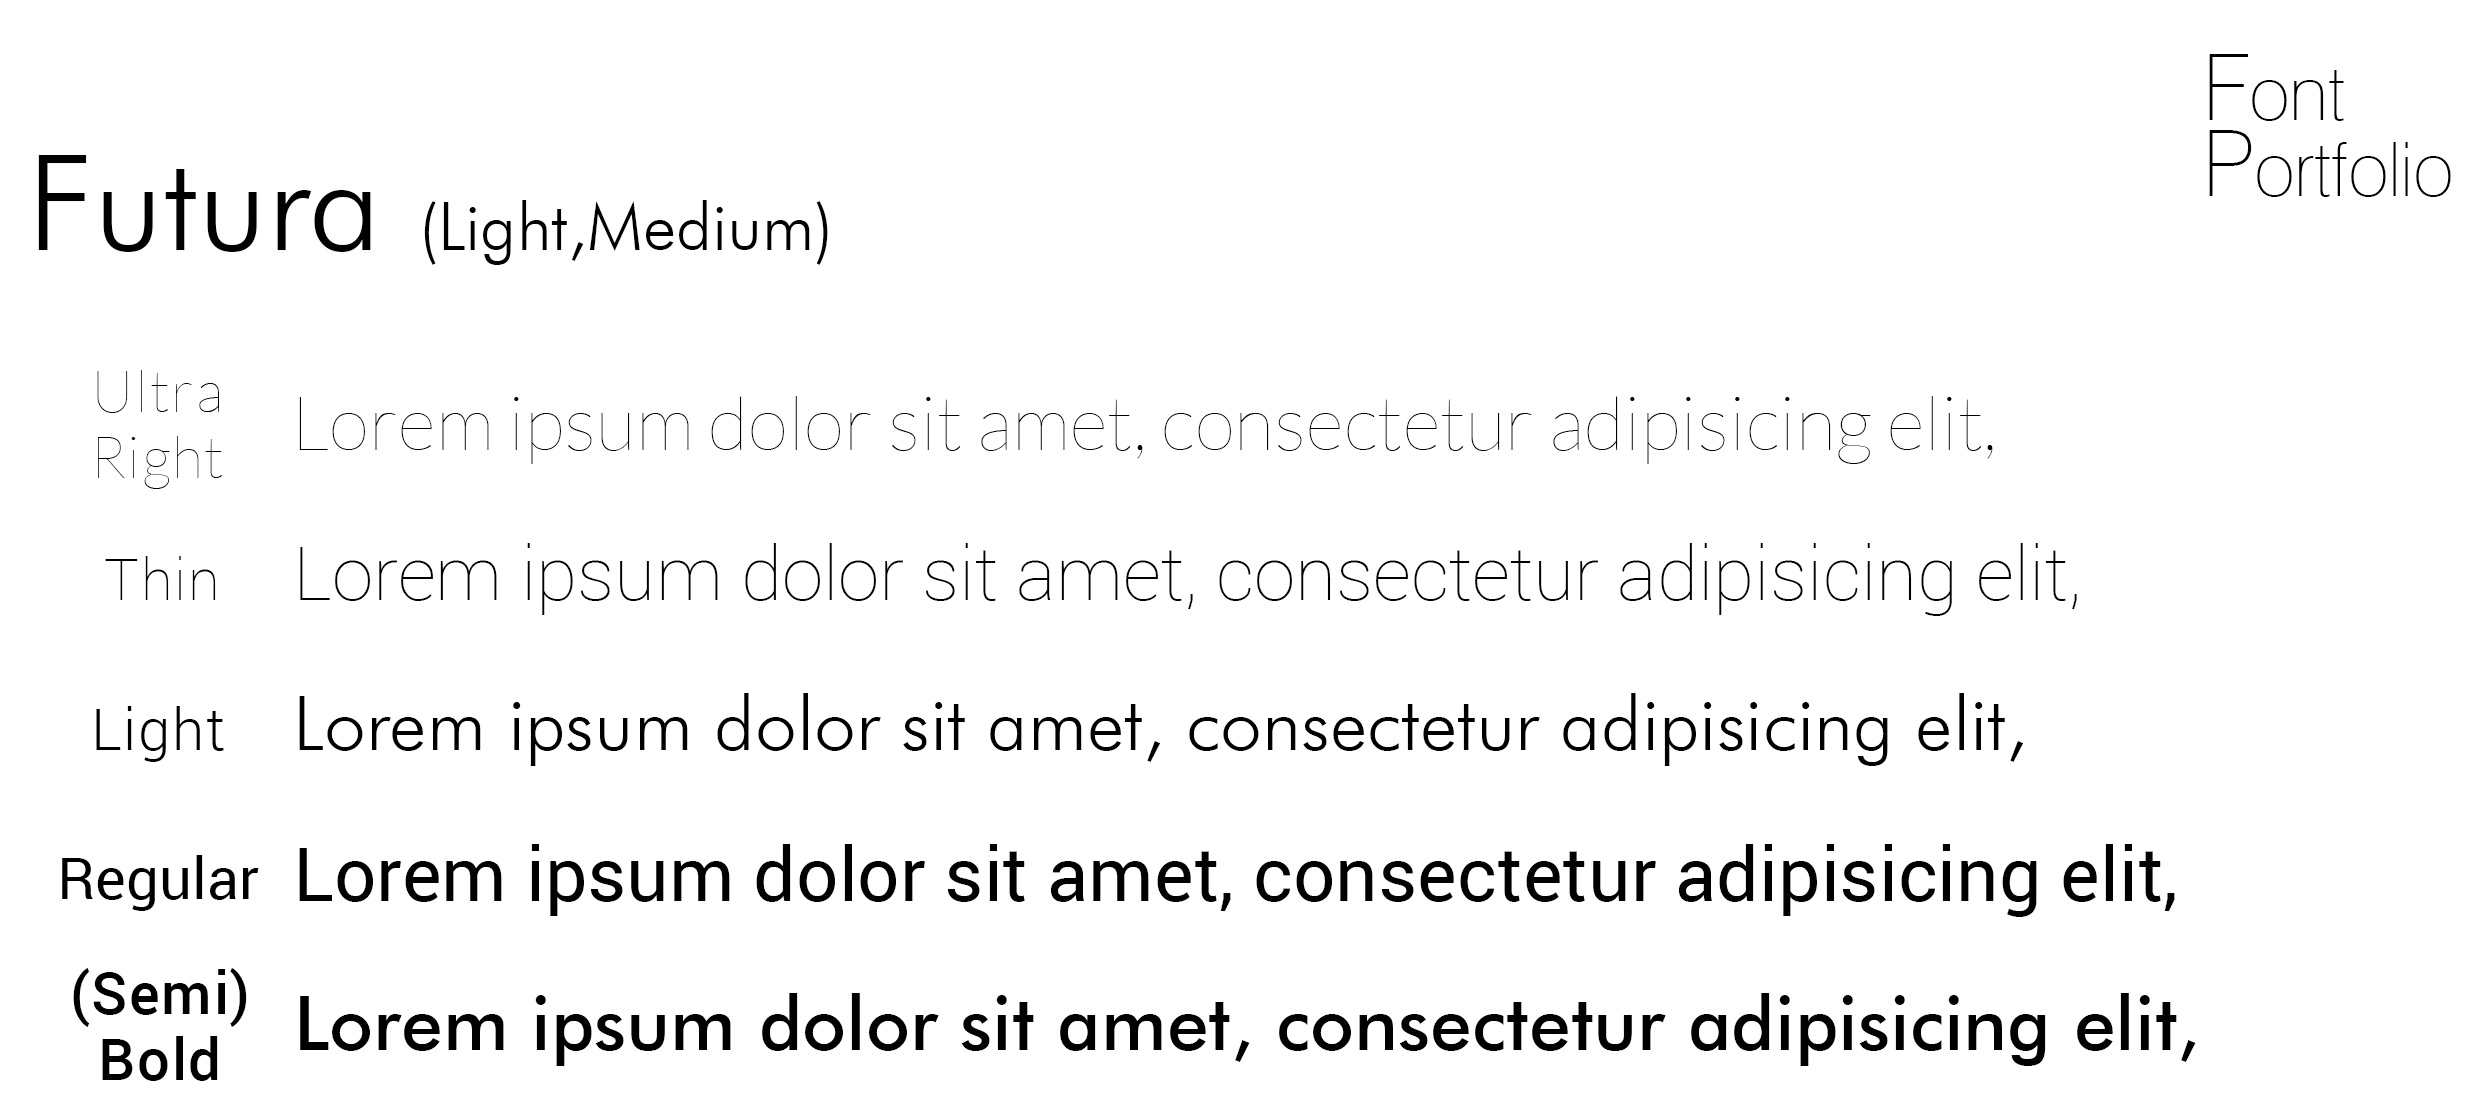 Font
Portfolio
Futura (Light,Medium)
Ultra
Right
Lorem ipsum dolor sit amet, consectetur adipisicing elit,
Thin
Lorem ipsum dolor sit amet, consectetur adipisicing elit,
Light
Lorem ipsum dolor sit amet, consectetur adipisicing elit,
Regular
Lorem ipsum dolor sit amet, consectetur adipisicing elit,
(Semi)
Bold
Lorem ipsum dolor sit amet, consectetur adipisicing elit,